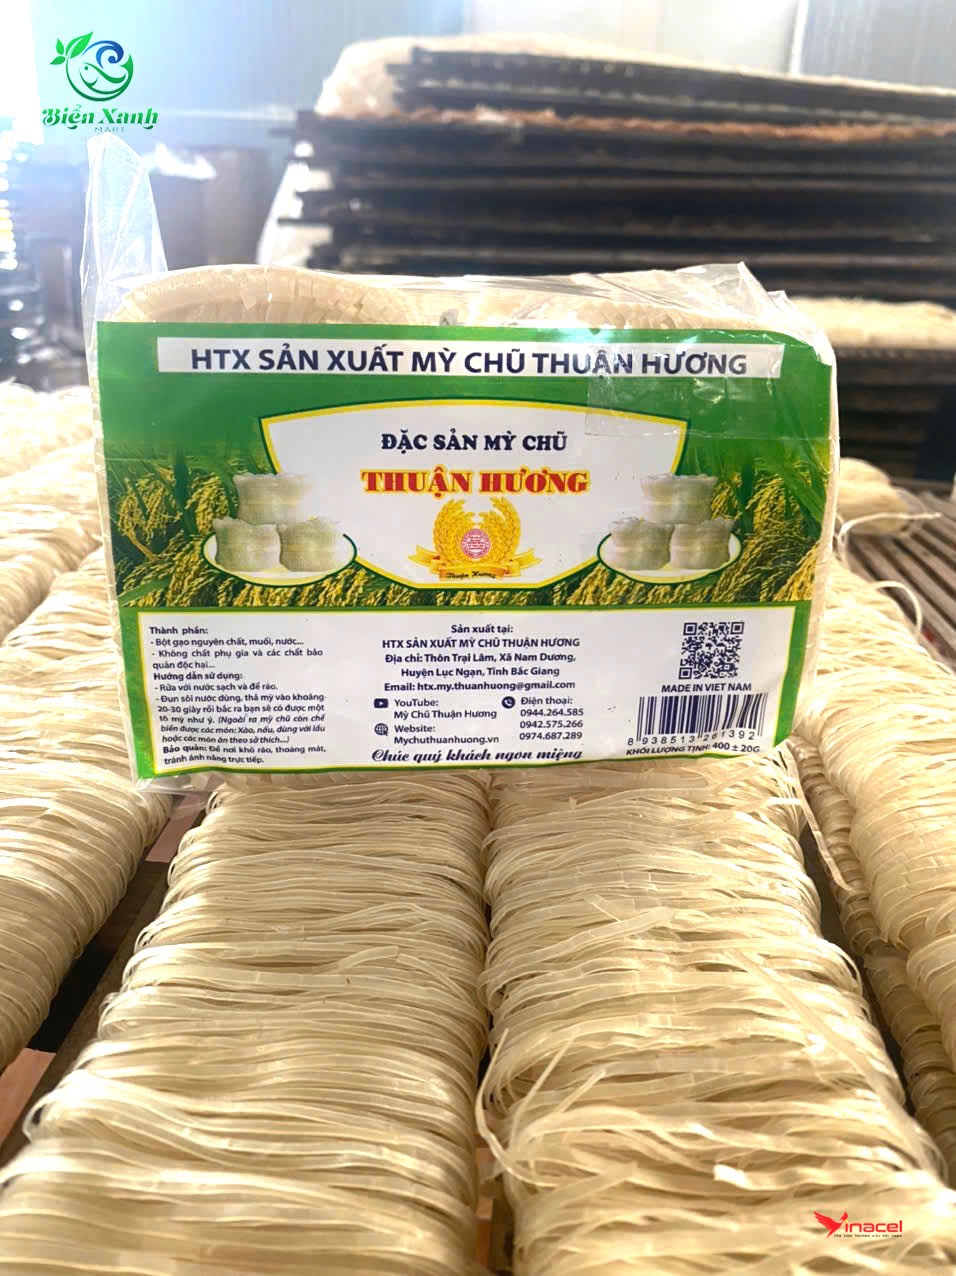 Biển Xanh
MART
HTX SẢN XUẤT MỲ CHŨ THUẬN HƯƠNG
ĐẶC SẢN MỲ CHŨ
THUẬN HƯƠNG
Thuận Hương
Thành phần:
- Bột gạo nguyên chất, muối, nước...
- Không chất phụ gia và các chất bảo
quản độc hại...
Hướng dẫn sử dụng:
- Rửa với nước sạch và để ráo.
- Đun sôi nước dùng, thả mỳ vào khoảng
20-30 giây rồi bắc ra bạn sẽ có được một
tô mỳ như ý. (Ngoài ra mỳ chũ còn chế
biến được các món: Xào, nấu, dùng với lẩu
hoặc các món ăn theo sở thích...)
Bảo quản: Để nơi khô ráo, thoáng mát,
tránh ánh nắng trực tiếp.
Sản xuất tại:
HTX SẢN XUẤT MỲ CHŨ THUẬN HƯƠNG
Địa chỉ: Thôn Trại Lâm, Xã Nam Dương,
Huyện Lục Ngạn, Tỉnh Bắc Giang
Email: htx.my.thuanhuong@gmail.com
YouTube:
Mỳ Chũ Thuận Hương
Website:
Mychuthuanhuong.vn
Điện thoại:
0944.264.585
0942.575.266
0974.687.289
Chúc quý khách ngon miệng
MADE IN VIET NAM
8 938513 261392
KHỐI LƯỢNG TỊNH: 400 ± 20G
Vinacel